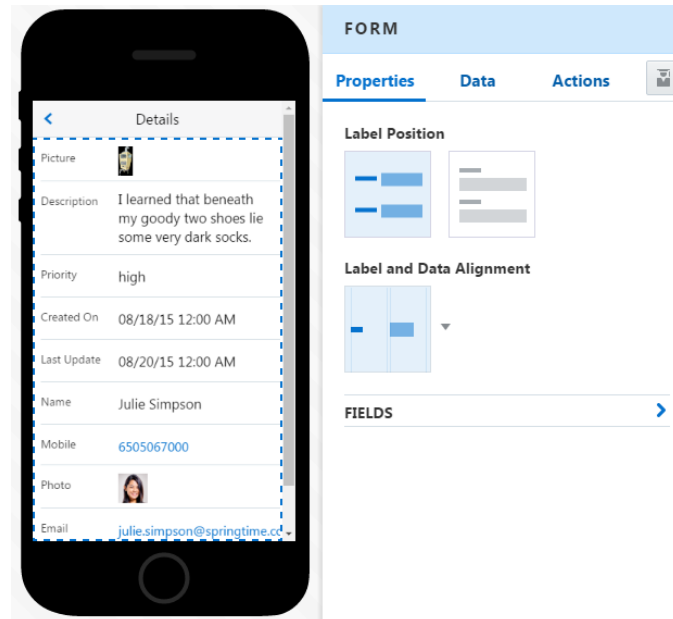 Details
Picture
Description
I learned that beneath
my goody two shoes lie
some very dark socks.
Priority
high
Created On
08/18/15 12:00 AM
Last Update
08/20/15 12:00 AM
Name
Julie Simpson
Mobile
6505067000
Photo
Email
julie.simpson@springtime.cc
FORM
Properties
Data
Actions
Label Position
Label and Data Alignment
FIELDS